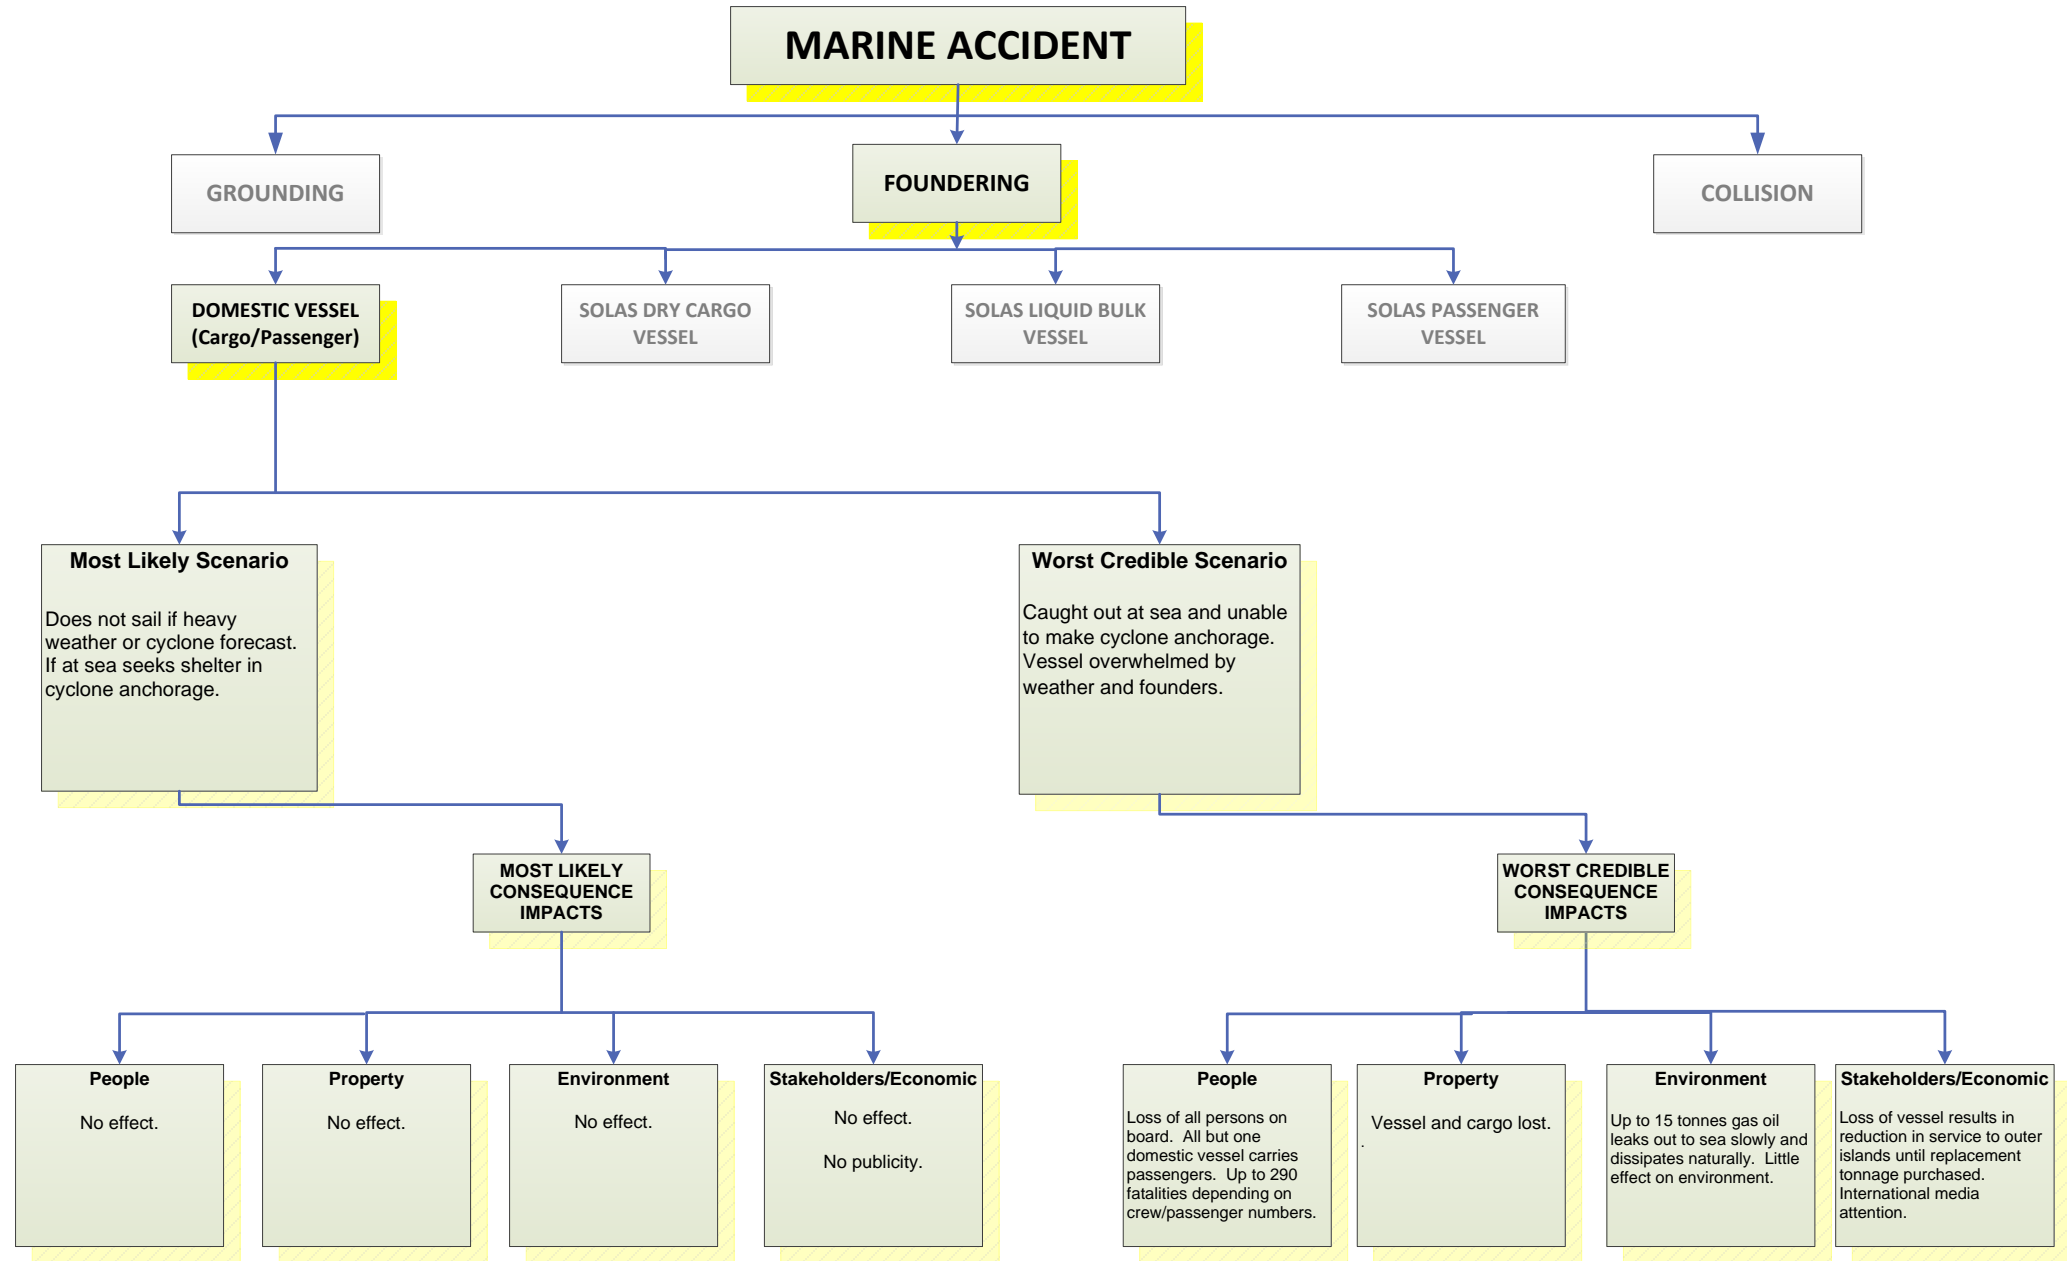 MARINE ACCIDENT
GROUNDING
FOUNDERING
COLLISION
DOMESTIC VESSEL
(Cargo/Passenger)
SOLAS DRY CARGO
VESSEL
SOLAS LIQUID BULK
VESSEL
SOLAS PASSENGER
VESSEL
Most Likely Scenario
Does not sail if heavy
weather or cyclone forecast.
If at sea seeks shelter in
cyclone anchorage.
Worst Credible Scenario
Caught out at sea and unable
to make cyclone anchorage.
Vessel overwhelmed by
weather and founders.
MOST LIKELY
CONSEQUENCE
IMPACTS
WORST CREDIBLE
CONSEQUENCE
IMPACTS
People
No effect.
Property
No effect.
Environment
No effect.
Stakeholders/Economic
No effect.
No publicity.
People
Loss of all persons on
board.  All but one
domestic vessel carries
passengers.  Up to 290
fatalities depending on
crew/passenger numbers.
Property
Vessel and cargo lost.
.
Environment
Up to 15 tonnes gas oil
leaks out to sea slowly and
dissipates naturally.  Little
effect on environment.
Stakeholders/Economic
Loss of vessel results in
reduction in service to outer
islands until replacement
tonnage purchased.
International media
attention.